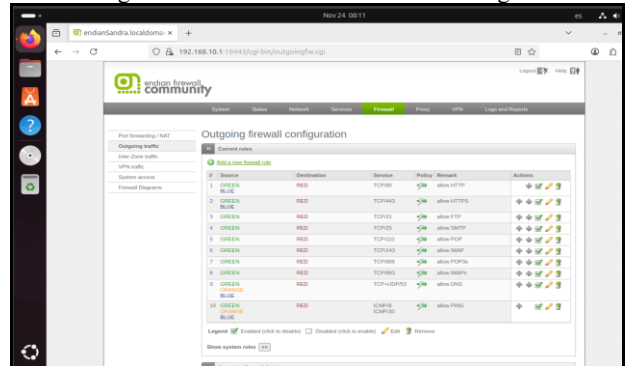 Nov 24 08:11
es
endianSandra.localdomai ×
192.168.10.1:10443/cgi-bin/outgoingfw.cgi
Logout Help
endian firewall
community
System Status Network Services Firewall Proxy VPN Logs and Reports
Port forwarding / NAT
Outgoing traffic
Inter-Zone traffic
VPN traffic
System access
Firewall Diagrams
Outgoing firewall configuration
Current rules
Add a new firewall rule
# Source Destination Service Policy Remark Actions
1 GREEN RED TCP/80 allow HTTP
BLUE
2 GREEN RED TCP/443 allow HTTPS
BLUE
3 GREEN RED TCP/21 allow FTP
4 GREEN RED TCP/25 allow SMTP
5 GREEN RED TCP/110 allow POP
6 GREEN RED TCP/143 allow IMAP
7 GREEN RED TCP/995 allow POP3s
8 GREEN RED TCP/993 allow IMAPs
9 GREEN RED TCP+UDP/53 allow DNS
ORANGE
BLUE
10 GREEN RED ICMP/8 allow PING
ORANGE ICMP/30
BLUE
Legend Enabled (click to disable) Disabled (click to enable) Edit Remove
Show system rules >>